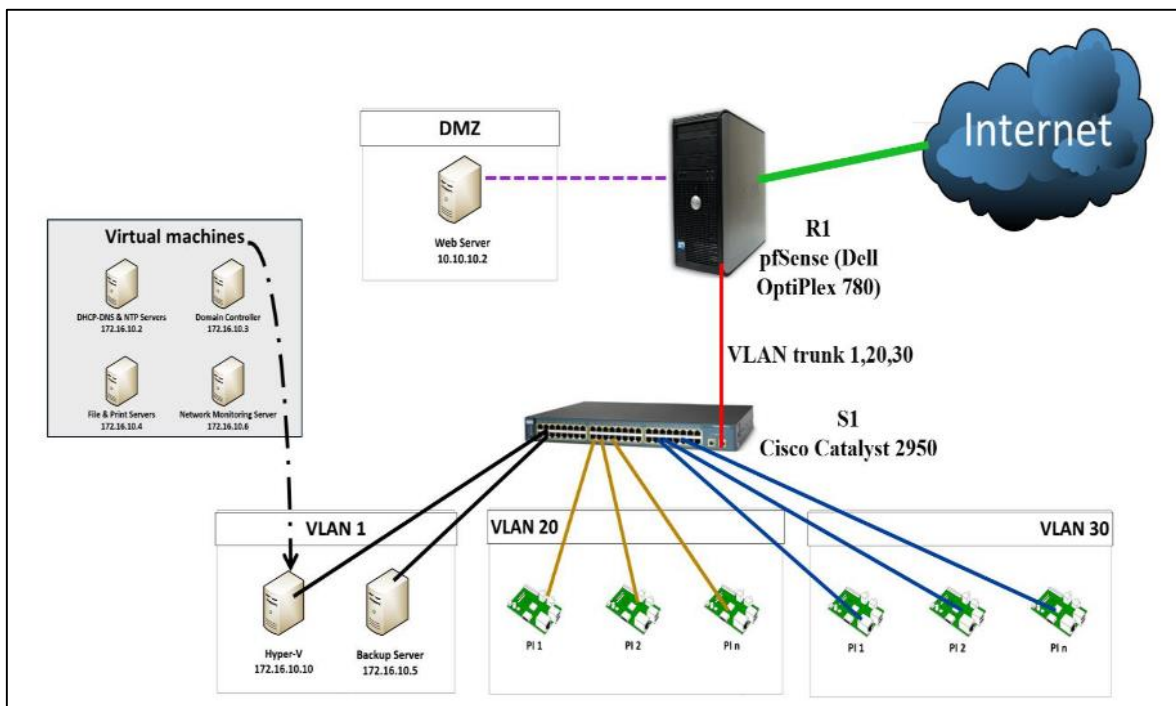 Internet
DMZ
Web Server
10.10.10.2
R1
pfSense (Dell
OptiPlex 780)
Virtual machines
DHCP-DNS & NTP Servers
172.16.10.2
Domain Controller
172.16.10.3
File & Print Servers
172.16.10.4
Network Monitoring Server
172.16.10.6
VLAN trunk 1,20,30
S1
Cisco Catalyst 2950
VLAN 1
Hyper-V
172.16.10.10
Backup Server
172.16.10.5
VLAN 20
PI 1
PI 2
PI n
VLAN 30
PI 1
PI 2
PI n